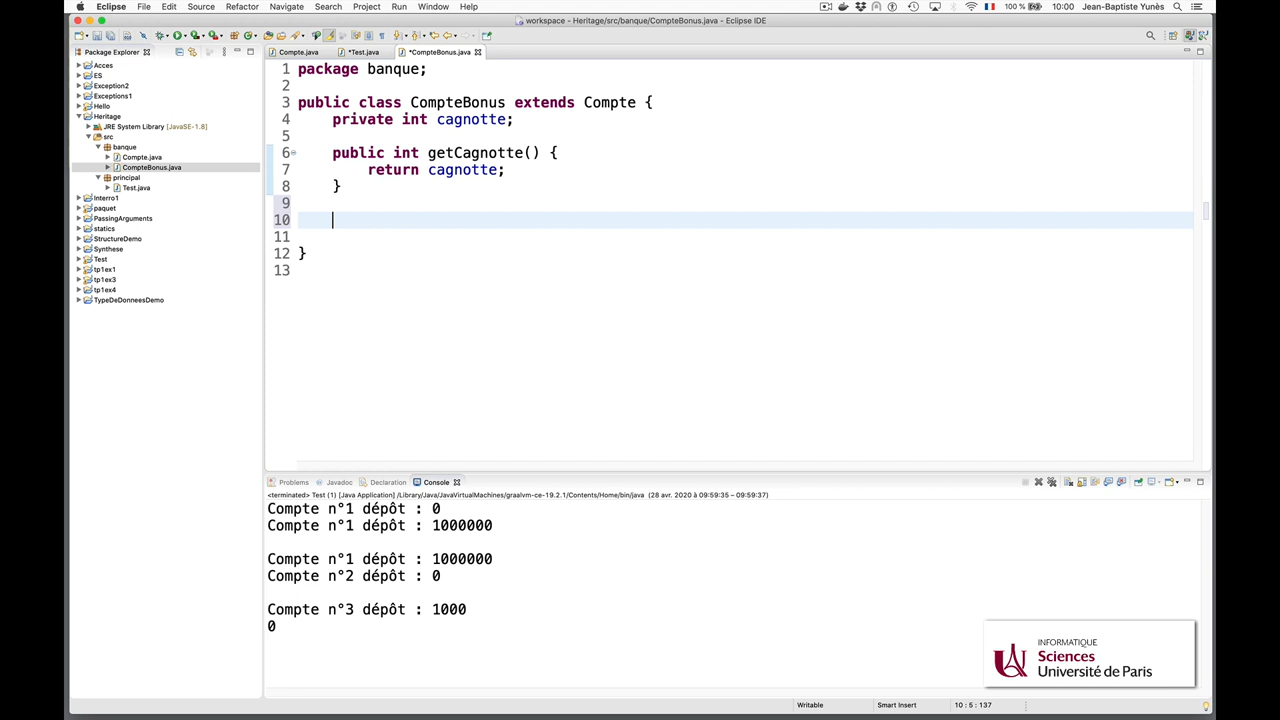 Eclipse File Edit Source Refactor Navigate Search Project Run Window Help 100 % 10:00 Jean-Baptiste Yunès
workspace - Heritage/src/banque/CompteBonus.java - Eclipse IDE
Package Explorer
Acces
ES
Exception2
Exceptions1
Hello
Heritage
JRE System Library [JavaSE-1.8]
src
banque
Compte.java
CompteBonus.java
principal
Test.java
Interro1
paquet
PassingArguments
statics
StructureDemo
Synthese
Test
tp1ex1
tp1ex3
tp1ex4
TypeDeDonneesDemo
Compte.java *Test.java *CompteBonus.java
1 package banque;
2
3 public class CompteBonus extends Compte {
4 private int cagnotte;
5
6 public int getCagnotte() {
7 return cagnotte;
8 }
9
10
11
12 }
13
Problems Javadoc Declaration Console
<terminated> Test (1) [Java Application] /Library/Java/JavaVirtualMachines/graalvm-ce-19.2.1/Contents/Home/bin/java (28 avr. 2020 à 09:59:35 – 09:59:37)
Compte n°1 dépôt : 0
Compte n°1 dépôt : 1000000
Compte n°1 dépôt : 1000000
Compte n°2 dépôt : 0
Compte n°3 dépôt : 1000
0
INFORMATIQUE
Sciences
Université de Paris
Writable Smart Insert 10 : 5 : 137